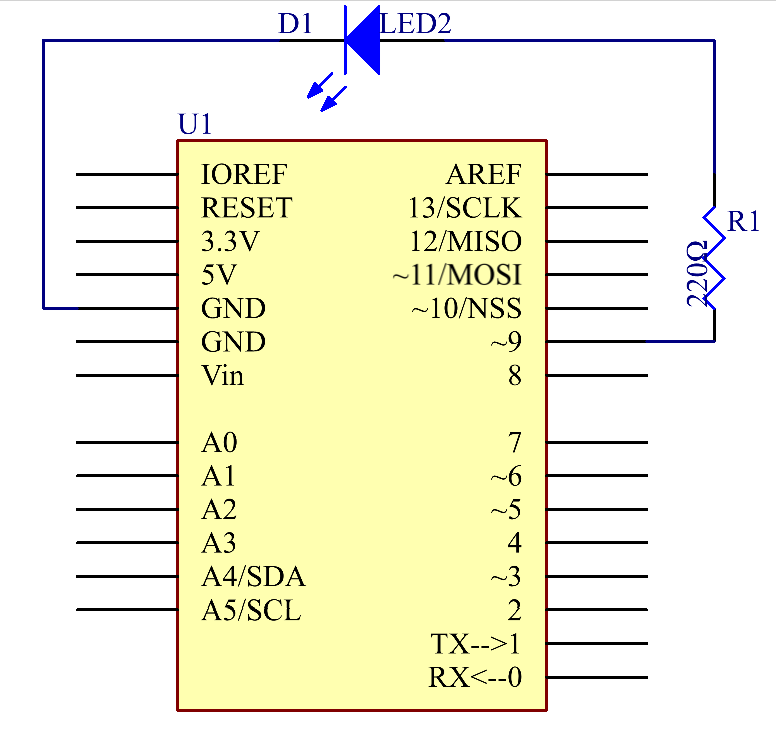 D1 LED2
U1
IOREF AREF
RESET 13/SCLK
3.3V 12/MISO
5V ~11/MOSI
GND ~10/NSS
GND ~9
Vin 8
A0 7
A1 ~6
A2 ~5
A3 4
A4/SDA ~3
A5/SCL 2
TX-->1
RX<--0
R1
220Ω